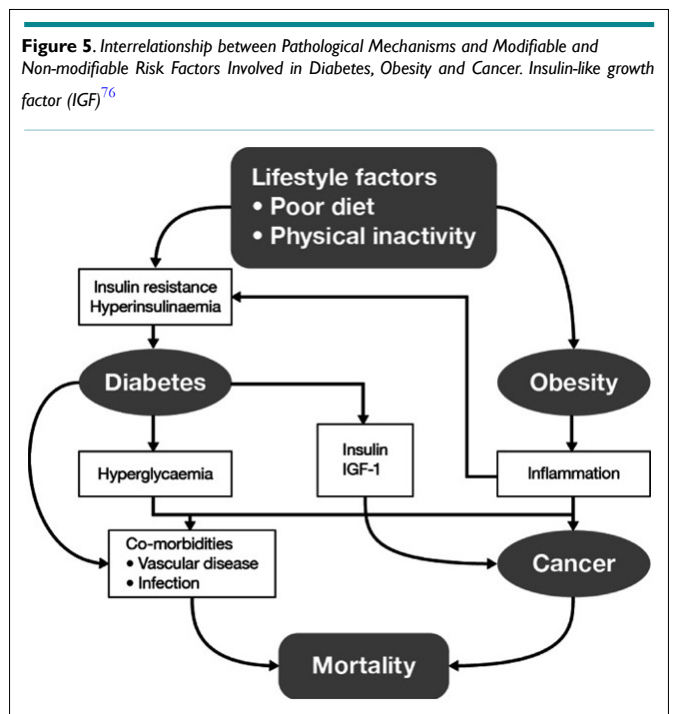 Figure 5. Interrelationship between Pathological Mechanisms and Modifiable and
Non-modifiable Risk Factors Involved in Diabetes, Obesity and Cancer. Insulin-like growth
factor (IGF)76
Lifestyle factors
• Poor diet
• Physical inactivity
Insulin resistance
Hyperinsulinaemia
Diabetes
Obesity
Hyperglycaemia
Insulin
IGF-1
Inflammation
Co-morbidities
• Vascular disease
• Infection
Cancer
Mortality